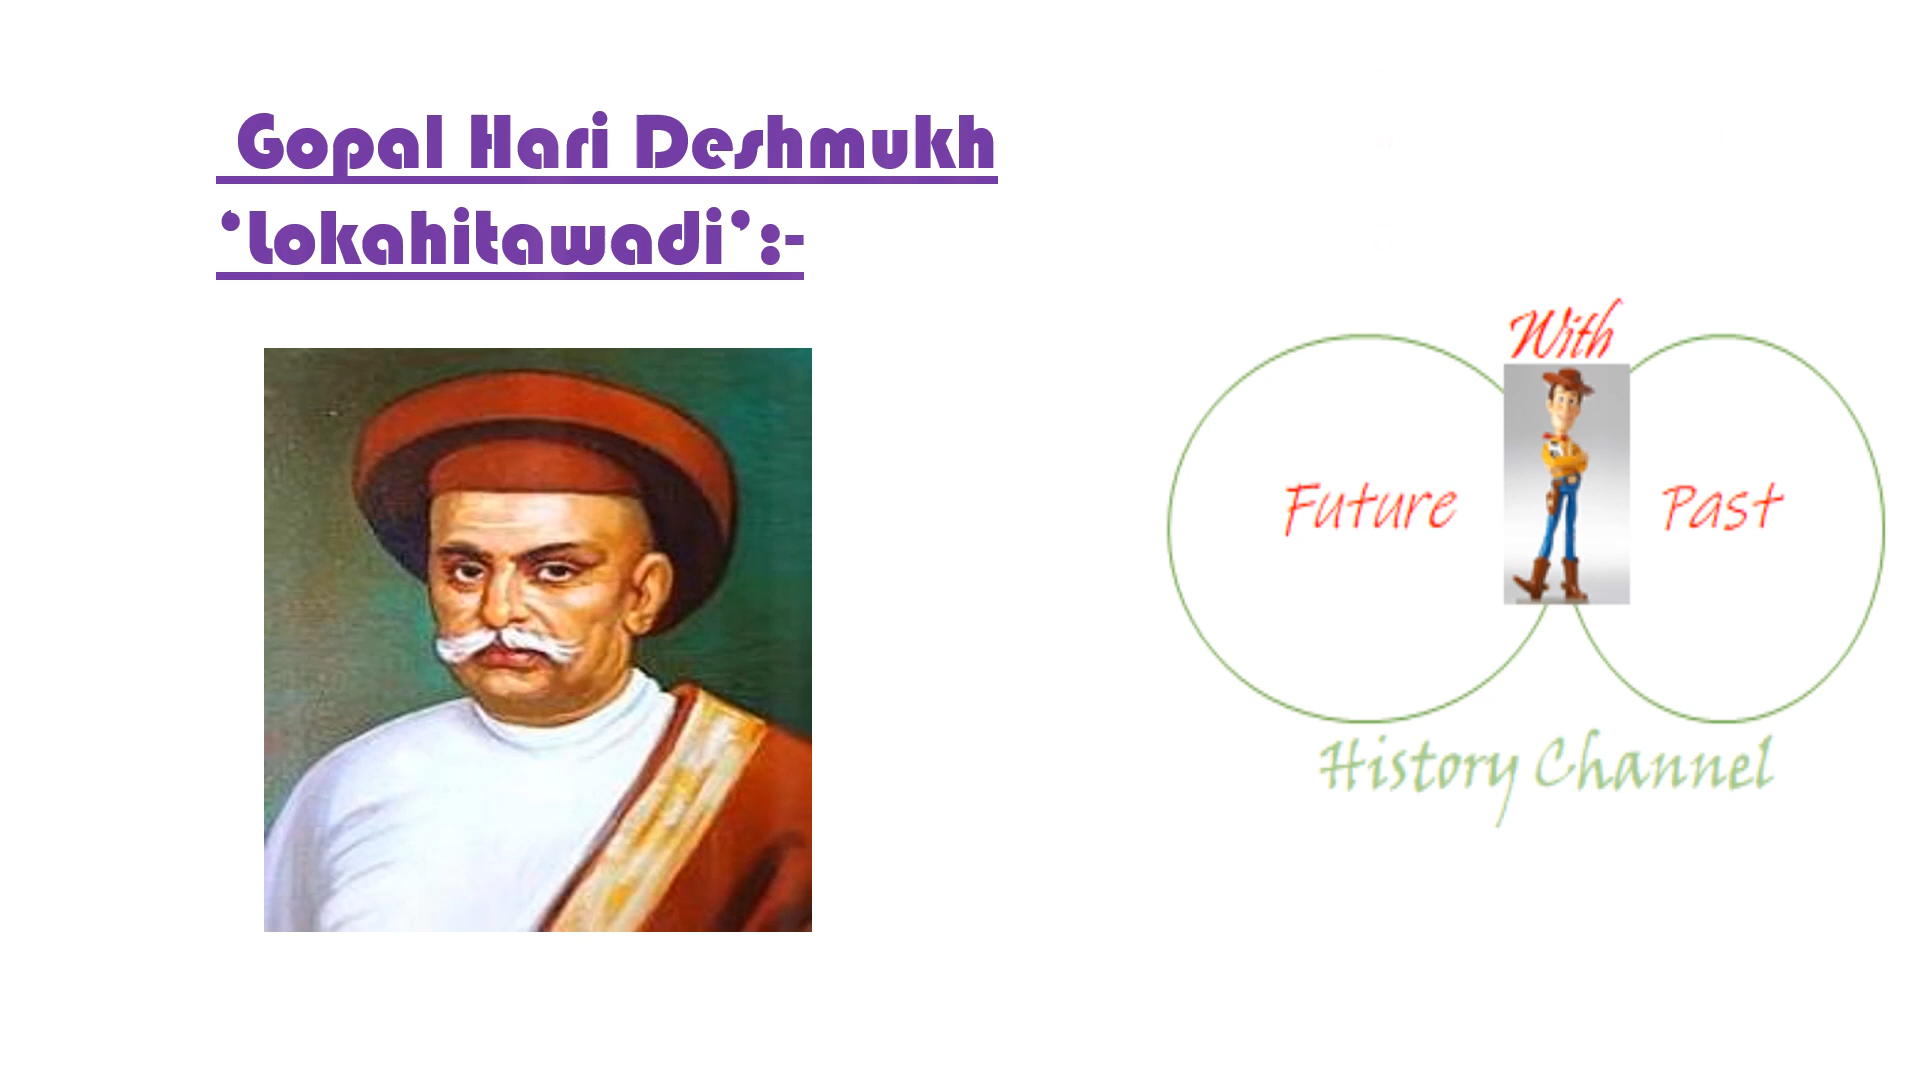 Gopal Hari Deshmukh
‘Lokahitawadi’:-
With
Future
Past
History Channel